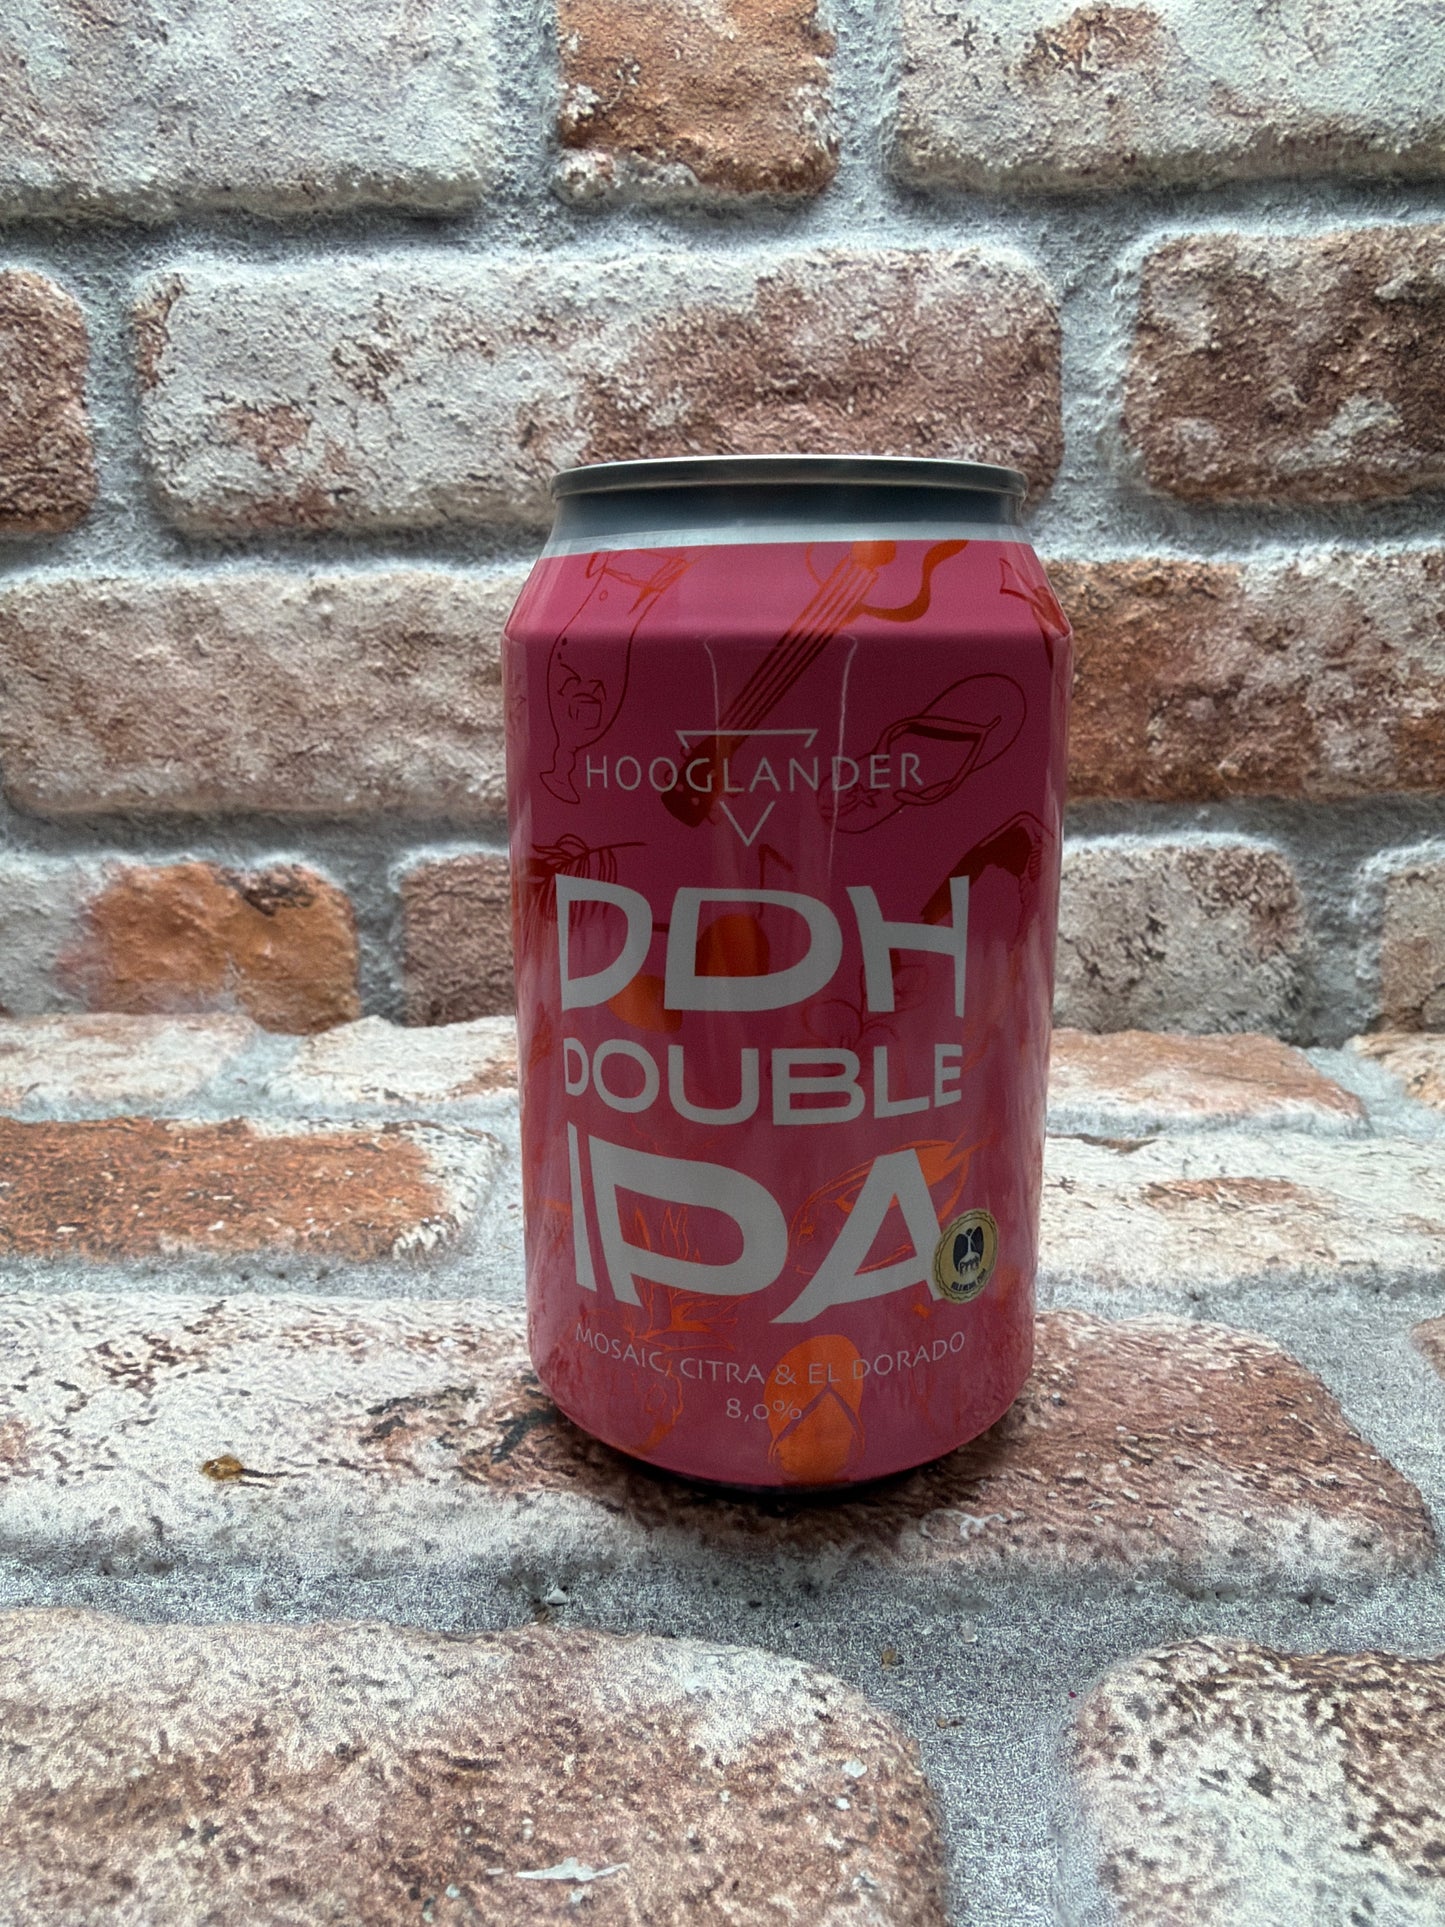 HOOGLANDER
DDH
DOUBLE
IPA
MOSAIC, CITRA & EL DORADO
8,0%